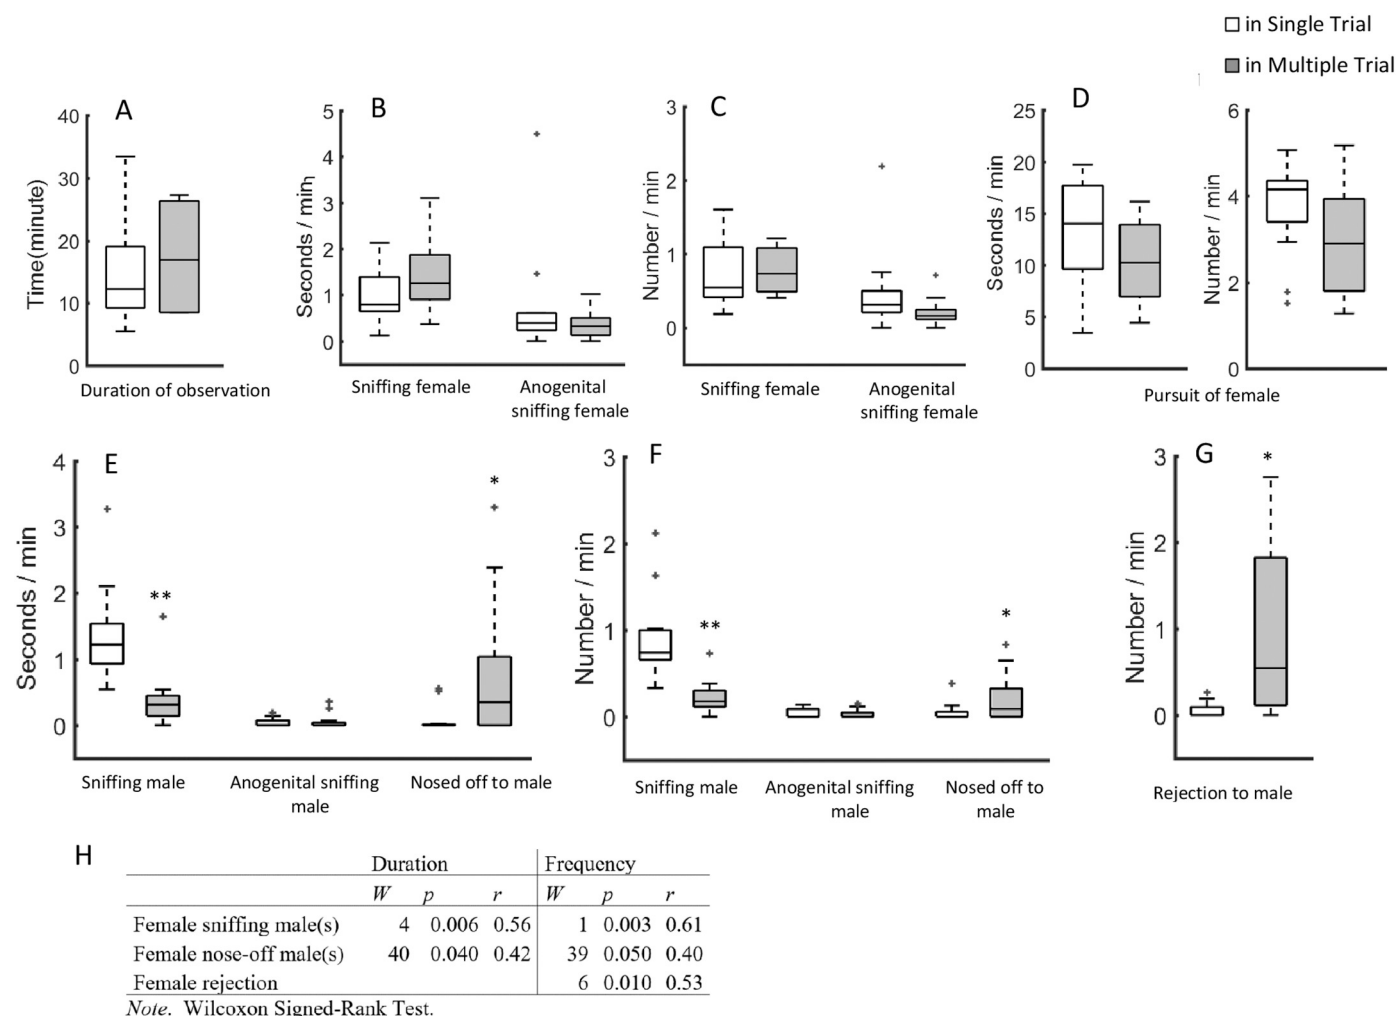 in Single Trial
in Multiple Trial
A
40
30
20
10
0
Time(minute)
Duration of observation
B
5
4
3
2
1
0
Seconds / min
Sniffing female
Anogenital
sniffing female
C
3
2
1
0
Number / min
Sniffing female
Anogenital
sniffing female
D
25
20
15
10
5
0
Seconds / min
6
4
2
0
Number / min
Pursuit of female
E
4
3
2
1
0
Seconds / min
**
*
Sniffing male
Anogenital sniffing
male
Nosed off to male
F
3
2
1
0
Number / min
**
*
Sniffing male
Anogenital sniffing
male
Nosed off to
male
G
3
2
1
0
Number / min
*
Rejection to male
H
Duration Frequency
W p r W p r
Female sniffing male(s) 4 0.006 0.56 1 0.003 0.61
Female nose-off male(s) 40 0.040 0.42 39 0.050 0.40
Female rejection 6 0.010 0.53
Note. Wilcoxon Signed-Rank Test.